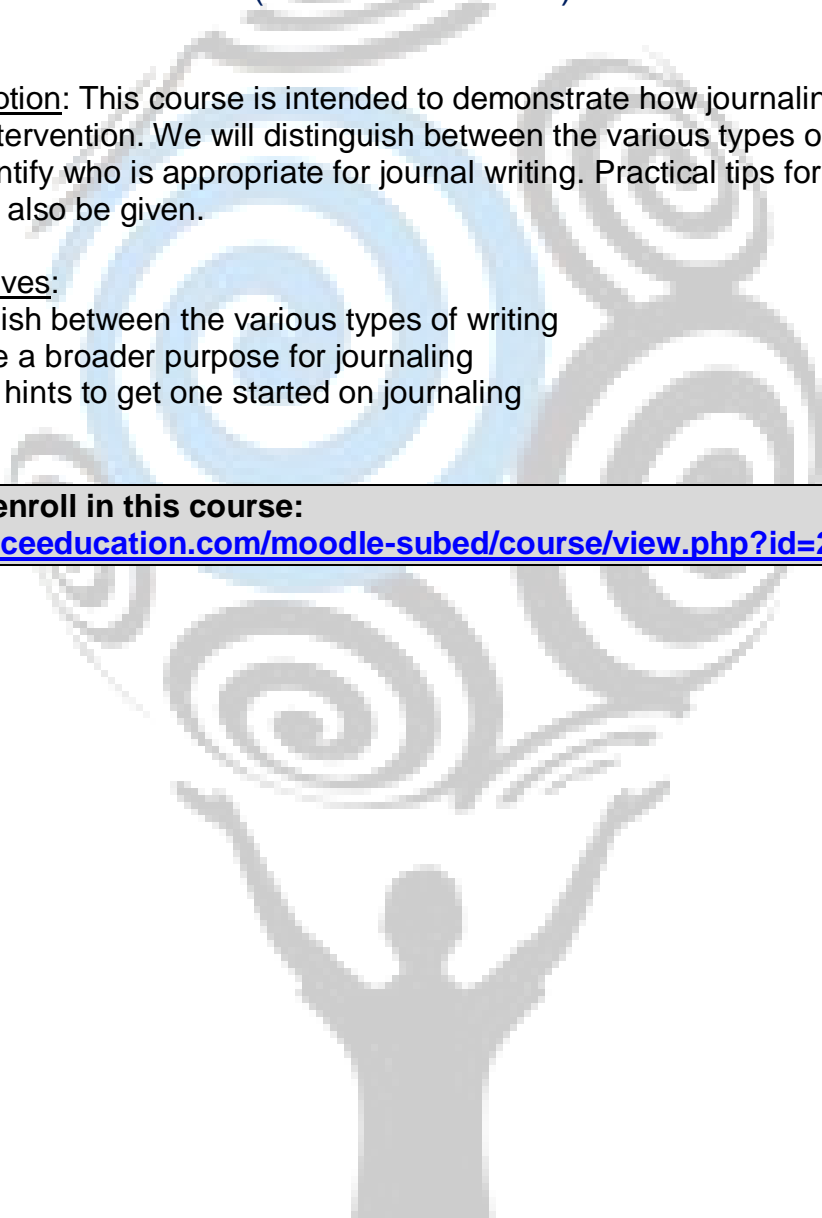 ption: This course is intended to demonstrate how journalin
tervention. We will distinguish between the various types o
ntify who is appropriate for journal writing. Practical tips for
also be given.
ves:
ish between the various types of writing
e a broader purpose for journaling
hints to get one started on journaling
enroll in this course:
ceeducation.com/moodle-subed/course/view.php?id=2